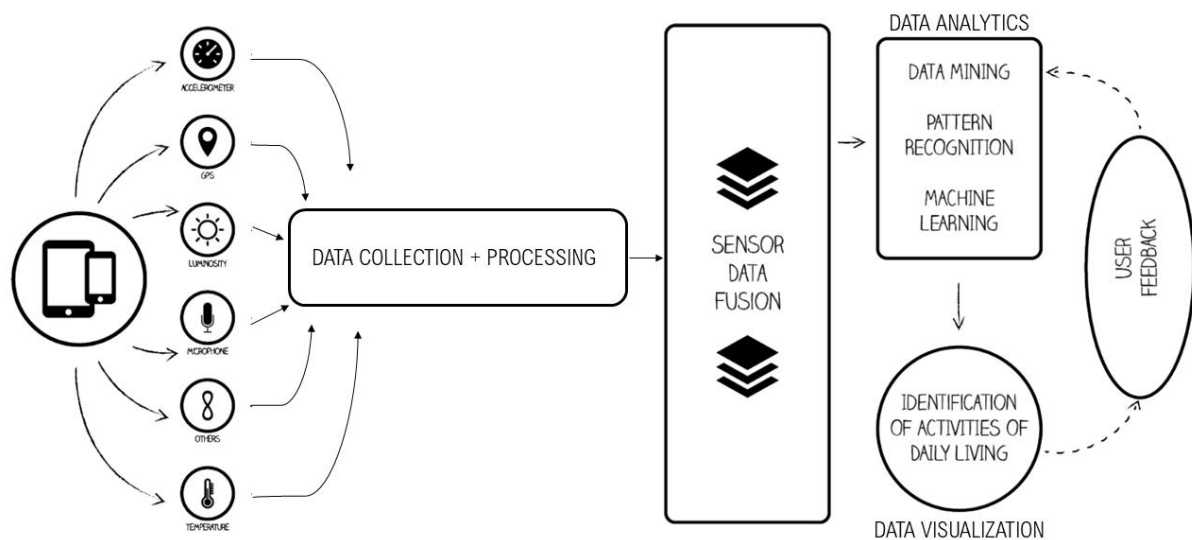 ACCELEROMETER
GPS
LUMINOSITY
MICROPHONE
OTHERS
TEMPERATURE
DATA COLLECTION + PROCESSING
SENSOR
DATA
FUSION
DATA ANALYTICS
DATA MINING
PATTERN
RECOGNITION
MACHINE
LEARNING
IDENTIFICATION
OF ACTIVITIES OF
DAILY LIVING
DATA VISUALIZATION
USER
FEEDBACK